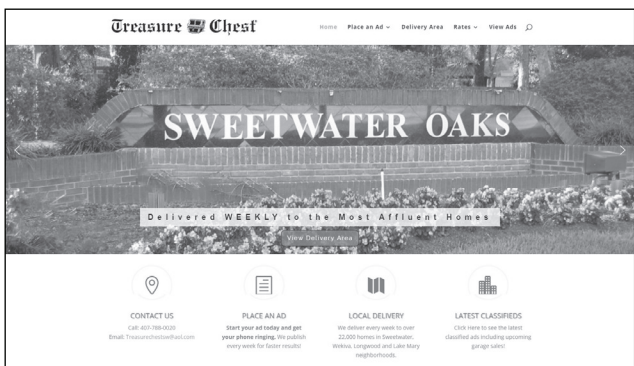 Treasure Chest
Home Place an Ad Delivery Area Rates View Ads
SWEETWATER OAKS
Delivered WEEKLY to the Most Affluent Homes
View Delivery Area
CONTACT US
Call: 407-788-0020
Email: Treasurechestsw@aol.com
PLACE AN AD
Start your ad today and get
your phone ringing. We publish
every week for faster results!
LOCAL DELIVERY
We deliver every week to over
22,000 homes in Sweetwater,
Wekiva, Longwood and Lake Mary
neighborhoods.
LATEST CLASSIFIEDS
Click Here to see the latest
classified ads including upcoming
garage sales!